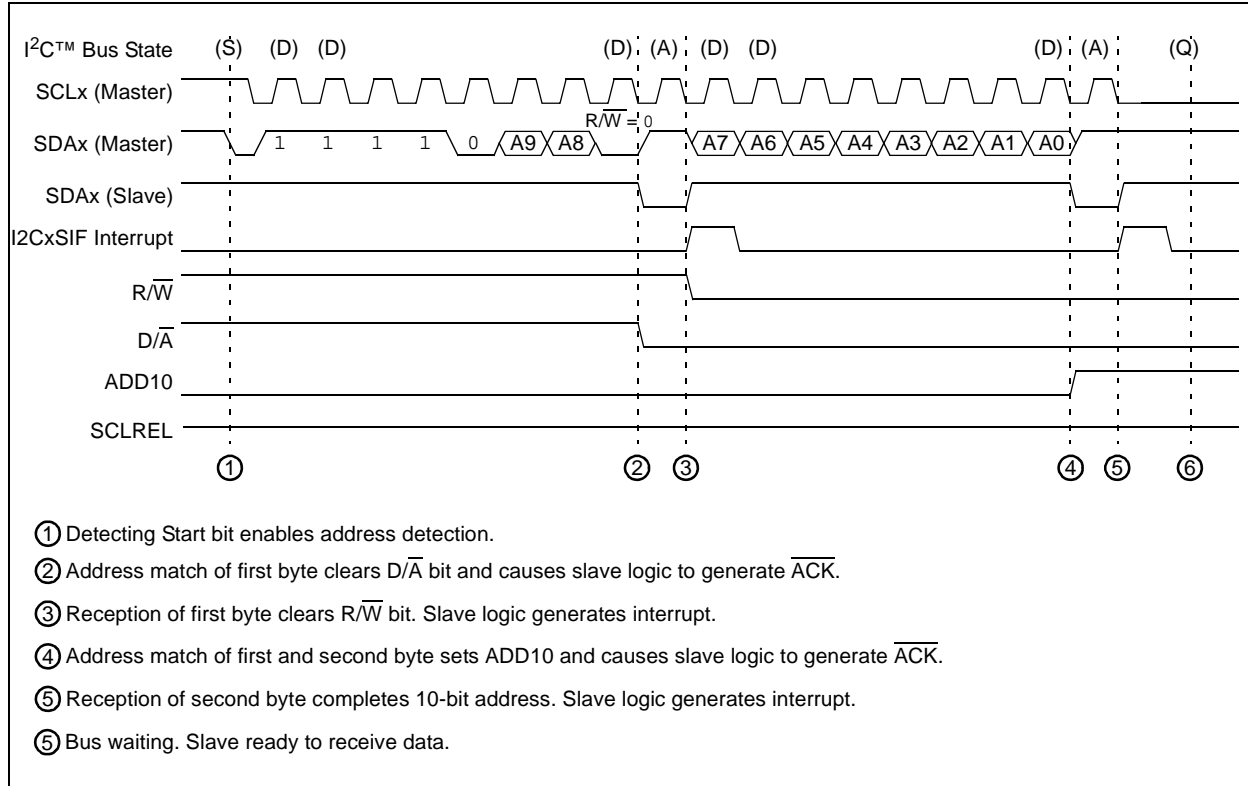 I²C™ Bus State (S) (D) (D) (D) (A) (D) (D) (D) (A) (Q)
SCLx (Master)
R/W̅ = 0
SDAx (Master) 1 1 1 1 0 A9 A8 A7 A6 A5 A4 A3 A2 A1 A0
SDAx (Slave)
I2CxSIF Interrupt
R/W̅
D/A̅
ADD10
SCLREL
1 2 3 4 5 6
1 Detecting Start bit enables address detection.
2 Address match of first byte clears D/A̅ bit and causes slave logic to generate A̅C̅K̅.
3 Reception of first byte clears R/W̅ bit. Slave logic generates interrupt.
4 Address match of first and second byte sets ADD10 and causes slave logic to generate A̅C̅K̅.
5 Reception of second byte completes 10-bit address. Slave logic generates interrupt.
5 Bus waiting. Slave ready to receive data.